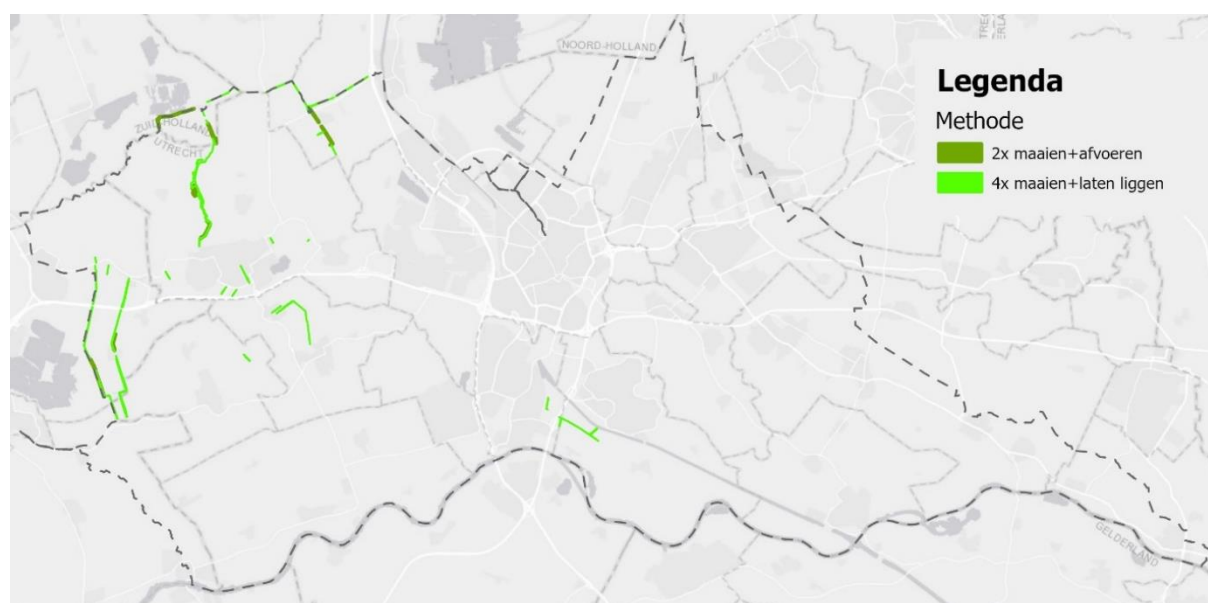 NOORD-HOLLAND
Legenda
Methode
2x maaien+afvoeren
4x maaien+laten liggen
ZUID-HOLLAND
UTRECHT
GELDERLAND